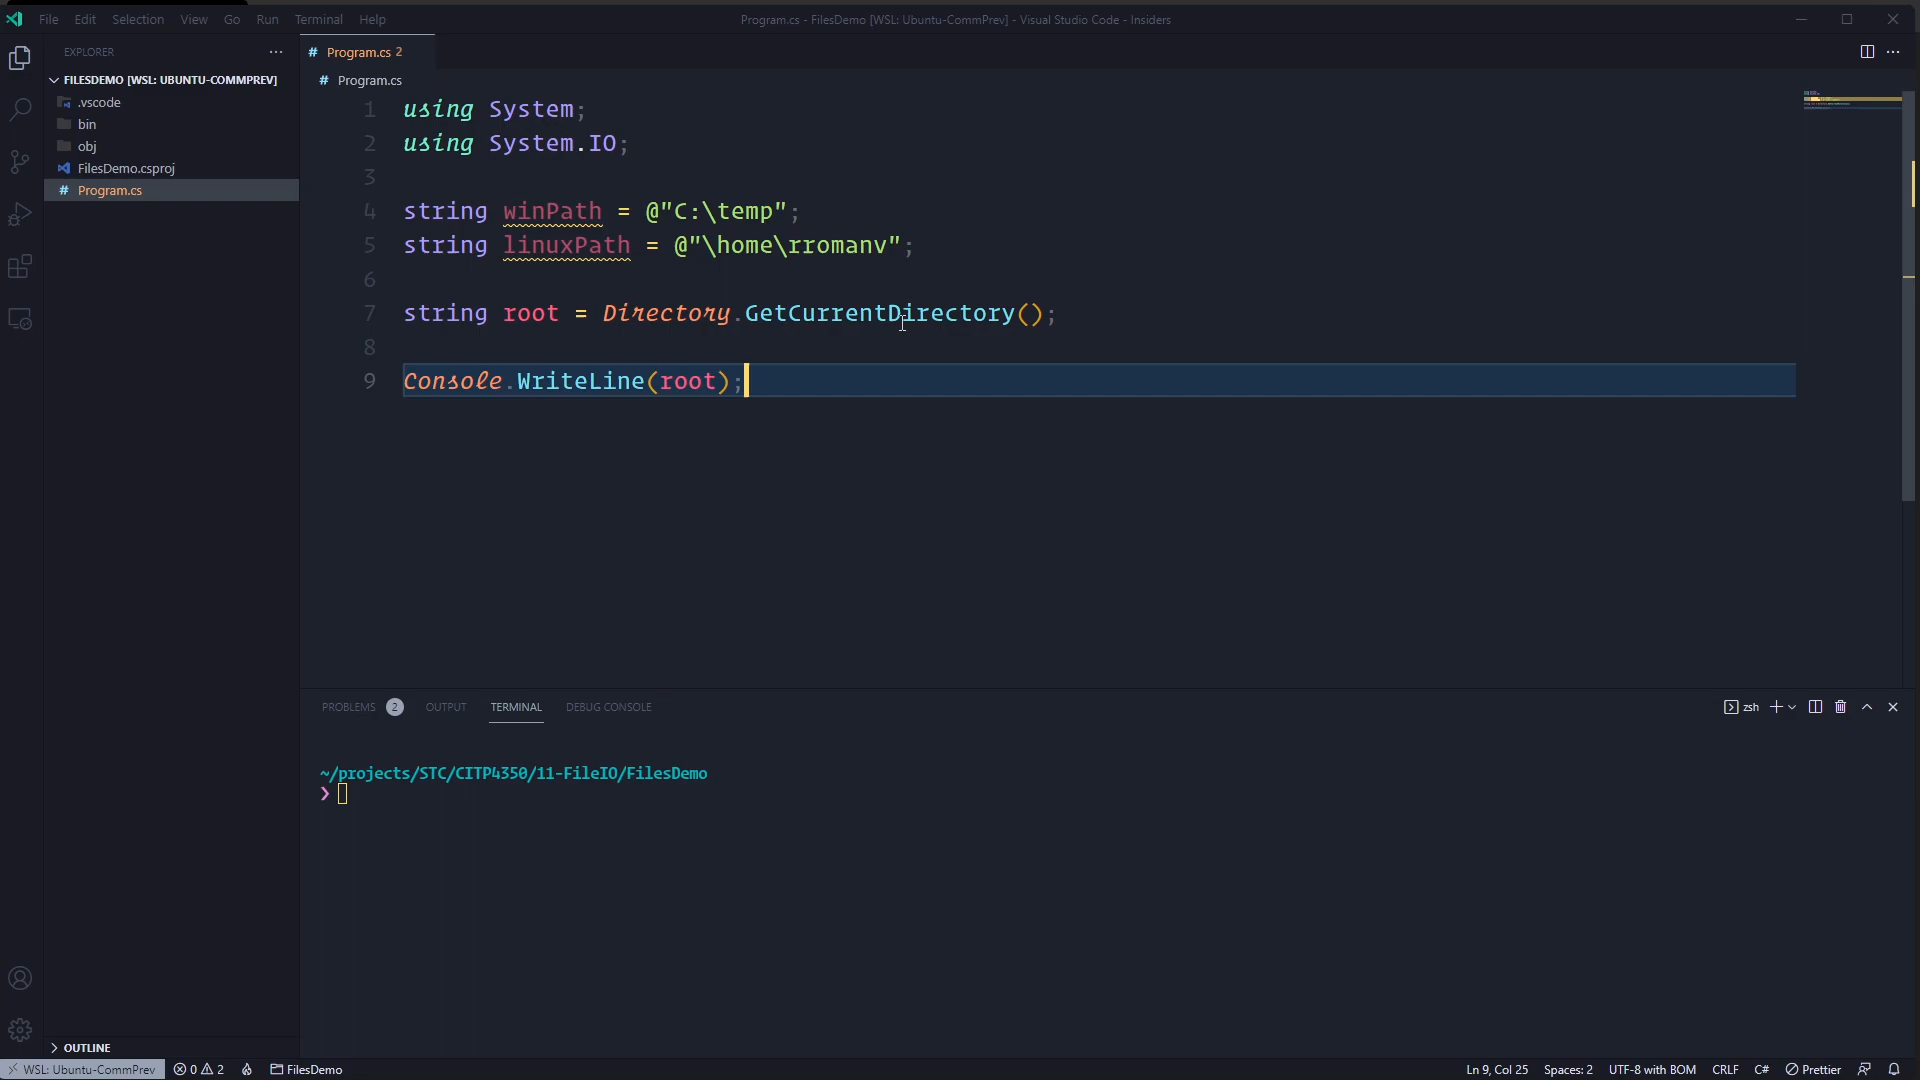 File Edit Selection View Go Run Terminal Help
Program.cs - FilesDemo [WSL: Ubuntu-CommPrev] - Visual Studio Code - Insiders
EXPLORER
FILESDEMO [WSL: UBUNTU-COMMPREV]
.vscode
bin
obj
FilesDemo.csproj
# Program.cs
# Program.cs 2
# Program.cs
1 using System;
2 using System.IO;
3
4 string winPath = @"C:\temp";
5 string linuxPath = @"\home\rromanv";
6
7 string root = Directory.GetCurrentDirectory();
8
9 Console.WriteLine(root);
PROBLEMS 2 OUTPUT TERMINAL DEBUG CONSOLE
zsh
~/projects/STC/CITP4350/11-FileIO/FilesDemo
❯
OUTLINE
WSL: Ubuntu-CommPrev 0 2 FilesDemo
Ln 9, Col 25 Spaces: 2 UTF-8 with BOM CRLF C# Prettier